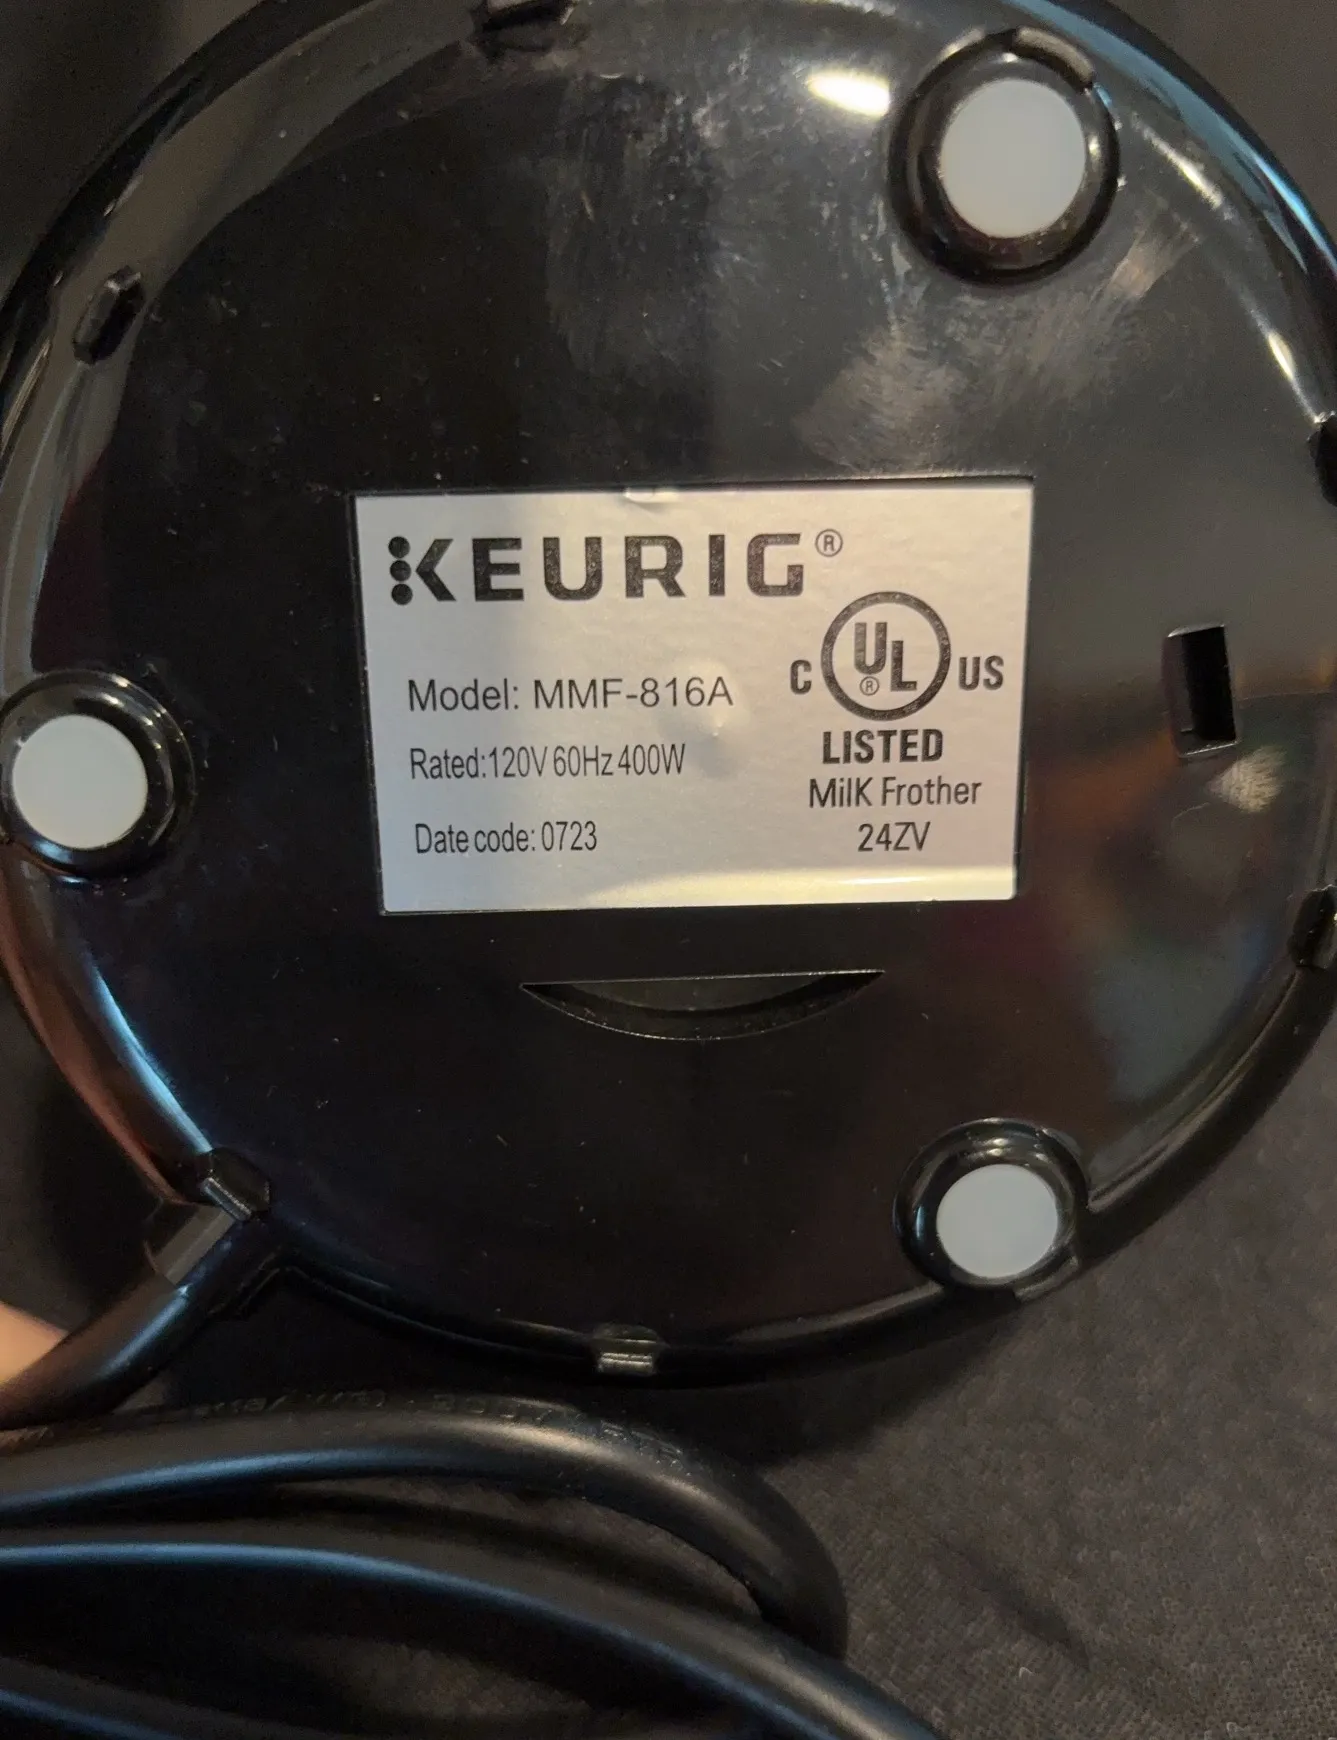 KEURIG®
Model: MMF-816A
Rated:120V 60Hz 400W
Date code: 0723
C UL® US
LISTED
MilK Frother
24ZV